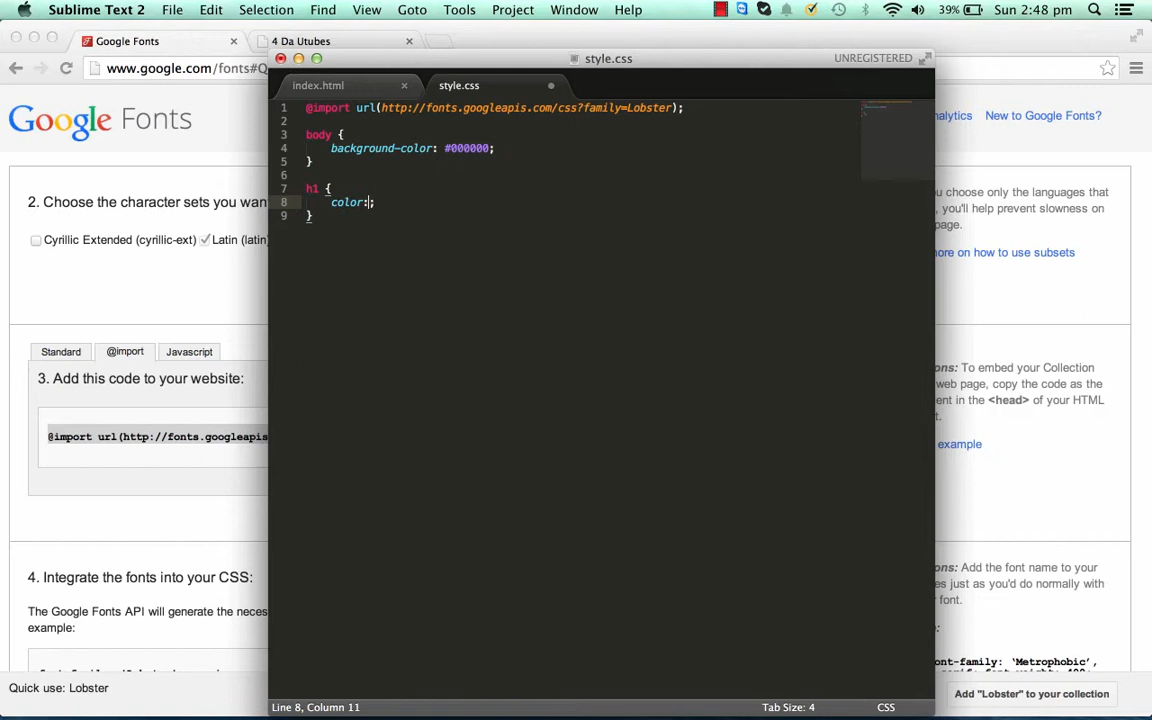 Sublime Text 2 File Edit Selection Find View Goto Tools Project Window Help 39% Sun 2:48 pm
Google Fonts 4 Da Utubes
www.google.com/fonts#Q
style.css UNREGISTERED
index.html style.css
Google Fonts
analytics New to Google Fonts?
1 @import url(http://fonts.googleapis.com/css?family=Lobster);
2
3 body {
4 background-color: #000000;
5 }
6
7 h1 {
8 color:;
9 }
2. Choose the character sets you wan
Cyrillic Extended (cyrillic-ext) Latin (latin)
you choose only the languages that
, you'll help prevent slowness on
page.
more on how to use subsets
Standard @import Javascript
3. Add this code to your website:
@import url(http://fonts.googleapis
ons: To embed your Collection
web page, copy the code as the
ent in the <head> of your HTML
t.
example
4. Integrate the fonts into your CSS:
The Google Fonts API will generate the neces
example:
ons: Add the font name to your
es just as you'd do normally with
font.
ont-family: 'Metrophobic',
Quick use: Lobster
Add "Lobster" to your collection
Line 8, Column 11 Tab Size: 4 CSS